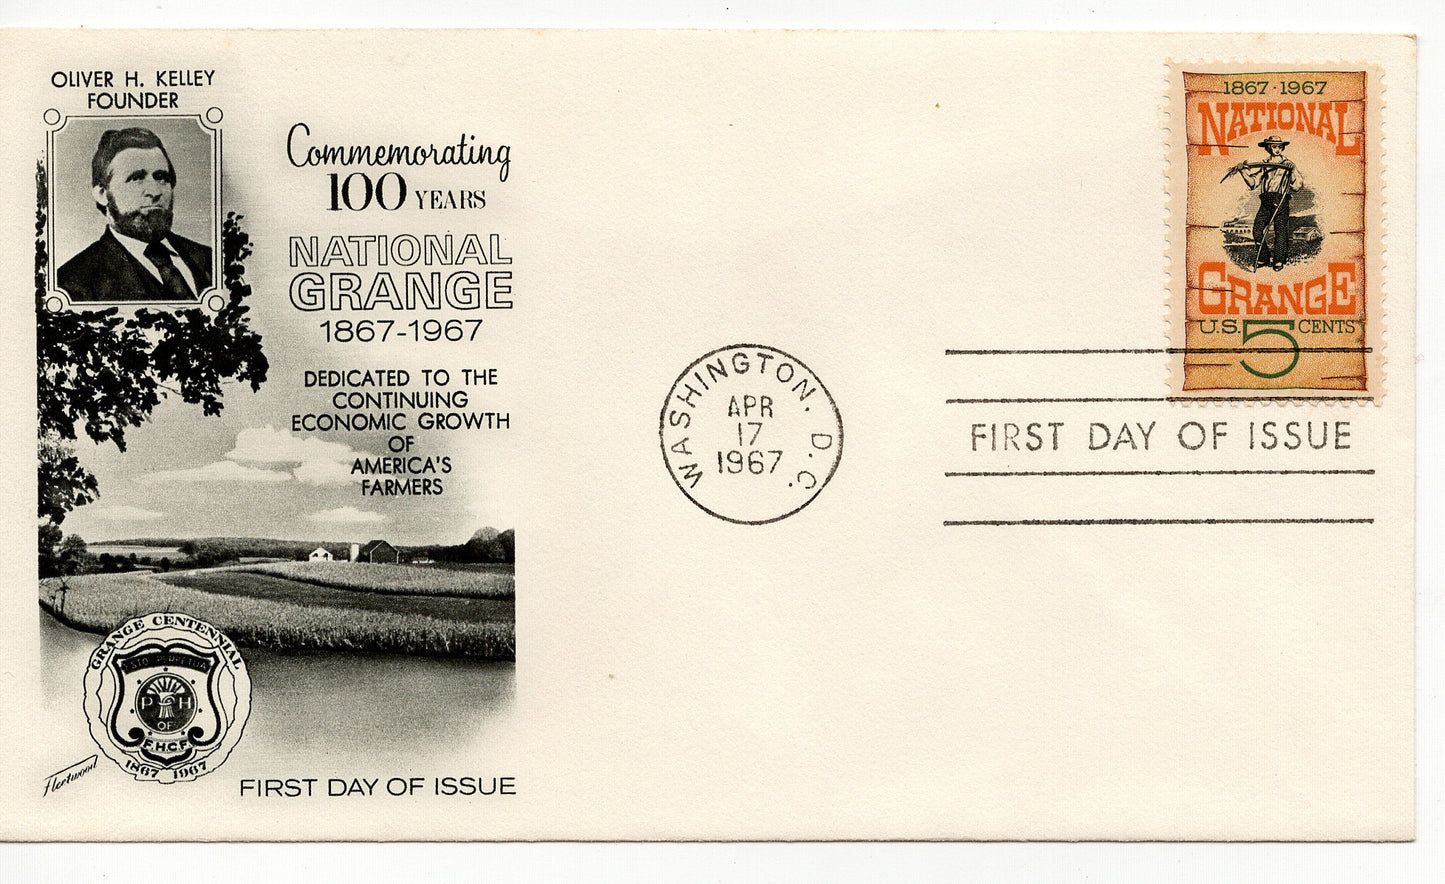 OLIVER H. KELLEY
FOUNDER
Commemorating
100 YEARS
NATIONAL
GRANGE
1867-1967
DEDICATED TO THE
CONTINUING
ECONOMIC GROWTH
OF
AMERICA'S
FARMERS
GRANGE CENTENNIAL
ESTO PERPETUA
P H
OF
F.H.C.F.
1867 1967
Fleetwood
FIRST DAY OF ISSUE
WASHINGTON, D.C.
APR
17
1967
1867 · 1967
NATIONAL
GRANGE
U.S. 5 CENTS
FIRST DAY OF ISSUE